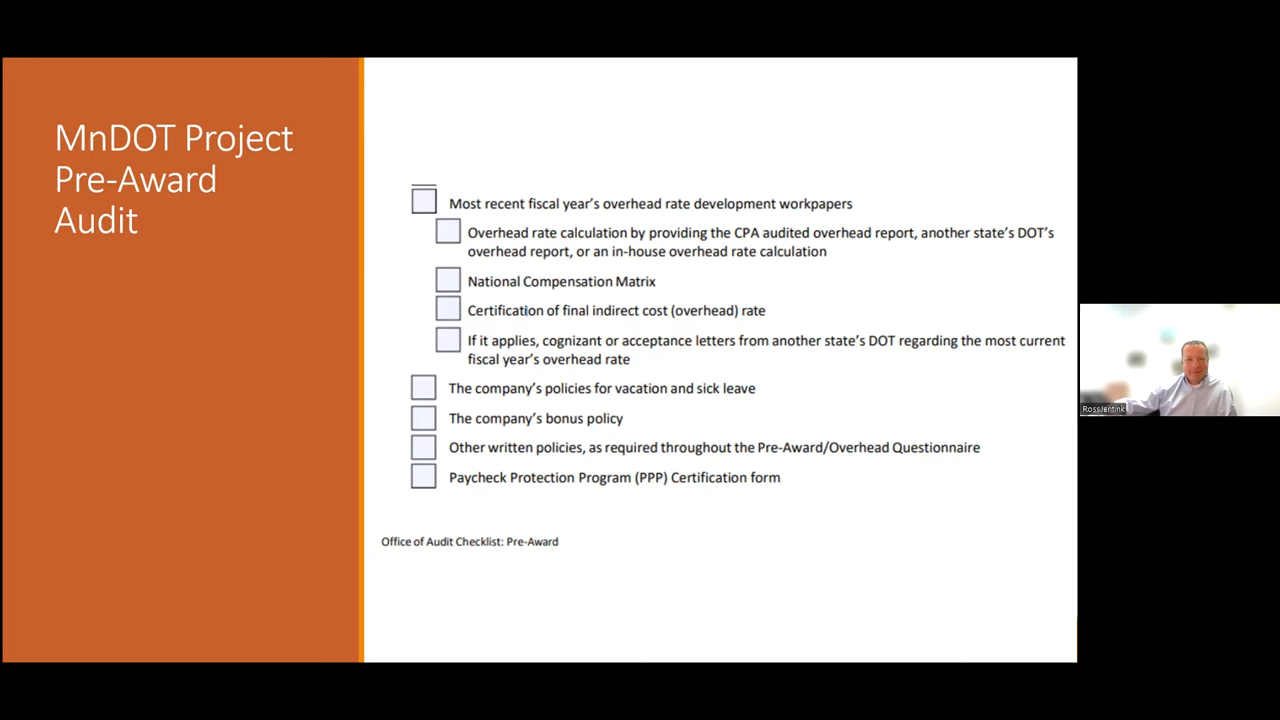 MnDOT Project
Pre-Award
Audit
Most recent fiscal year's overhead rate development workpapers
Overhead rate calculation by providing the CPA audited overhead report, another state's DOT's
overhead report, or an in-house overhead rate calculation
National Compensation Matrix
Certification of final indirect cost (overhead) rate
If it applies, cognizant or acceptance letters from another state's DOT regarding the most current
fiscal year's overhead rate
The company's policies for vacation and sick leave
The company's bonus policy
Other written policies, as required throughout the Pre-Award/Overhead Questionnaire
Paycheck Protection Program (PPP) Certification form
Office of Audit Checklist: Pre-Award
RossJentink